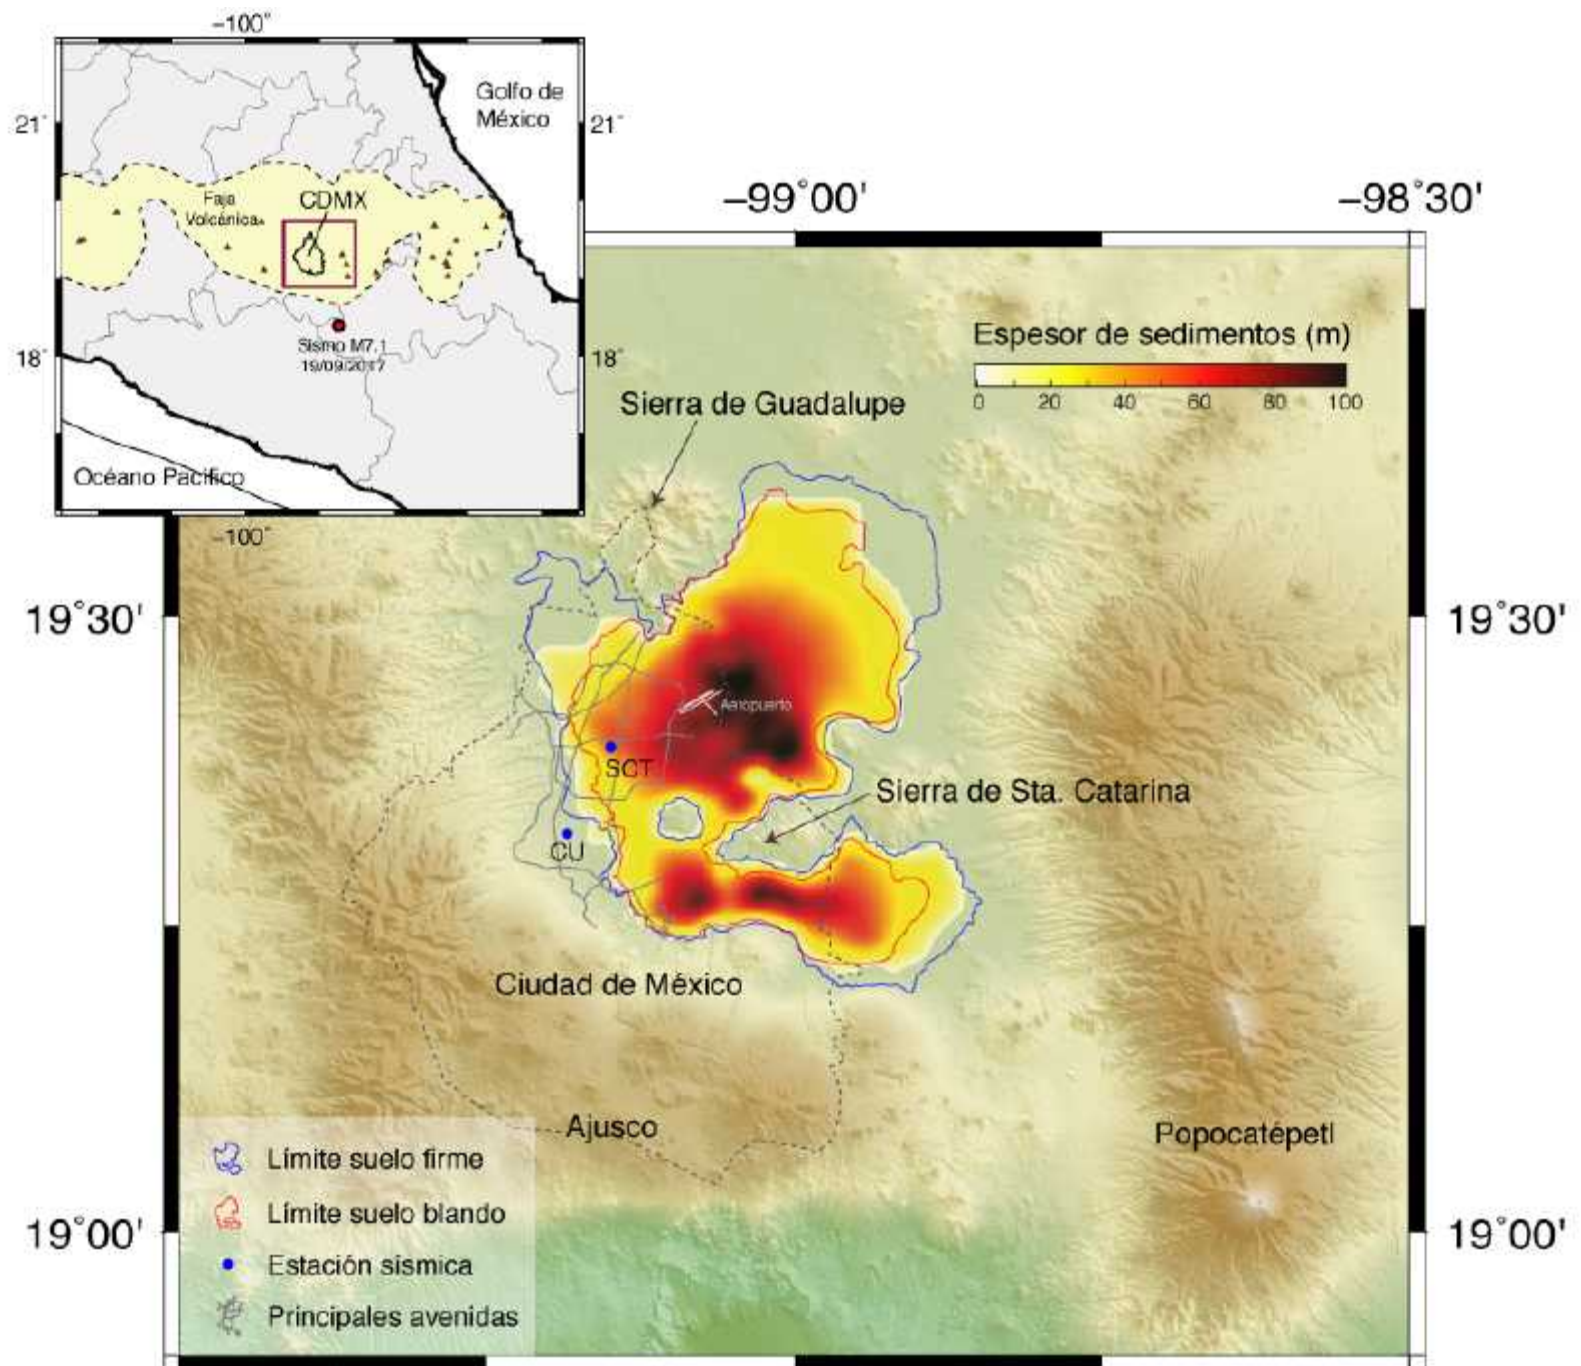 −100˚
Golfo de
México
21˚
21˚
Faja
Volcánica
CDMX
18˚
18˚
Sismo M7.1
19/09/2017
Océano Pacífico
−100˚
−99˚00'
−98˚30'
Espesor de sedimentos (m)
0 20 40 60 80 100
Sierra de Guadalupe
19˚30'
19˚30'
Aeropuerto
SCT
Sierra de Sta. Catarina
CU
Ciudad de México
Ajusco
Popocatépetl
Límite suelo firme
Límite suelo blando
Estación sísmica
Principales avenidas
19˚00'
19˚00'